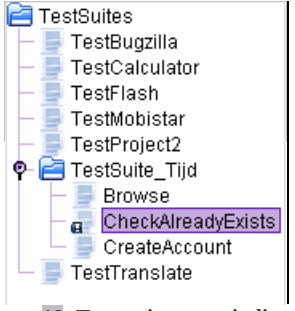 TestSuites
TestBugzilla
TestCalculator
TestFlash
TestMobistar
TestProject2
TestSuite_Tijd
Browse
CheckAlreadyExists
CreateAccount
TestTranslate